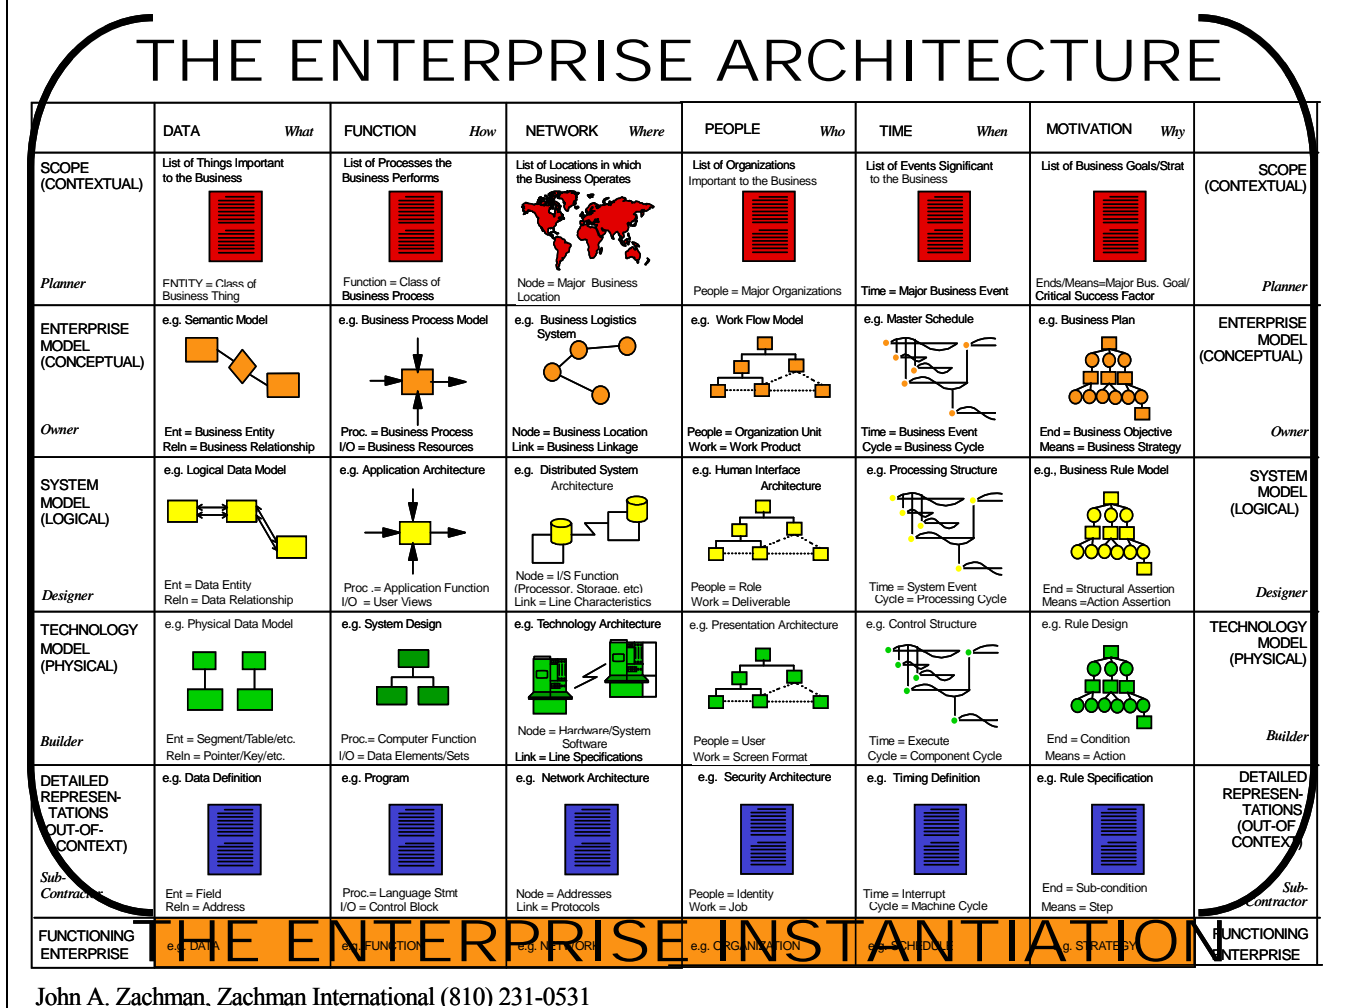 THE ENTERPRISE ARCHITECTURE
DATA What
FUNCTION How
NETWORK Where
PEOPLE Who
TIME When
MOTIVATION Why
SCOPE
(CONTEXTUAL)
Planner
List of Things Important
to the Business
ENTITY = Class of
Business Thing
List of Processes the
Business Performs
Function = Class of
Business Process
List of Locations in which
the Business Operates
Node = Major Business
Location
List of Organizations
Important to the Business
People = Major Organizations
List of Events Significant
to the Business
Time = Major Business Event
List of Business Goals/Strat
Ends/Means=Major Bus. Goal/
Critical Success Factor
SCOPE
(CONTEXTUAL)
Planner
ENTERPRISE
MODEL
(CONCEPTUAL)
Owner
e.g. Semantic Model
Ent = Business Entity
Reln = Business Relationship
e.g. Business Process Model
Proc. = Business Process
I/O = Business Resources
e.g. Business Logistics
System
Node = Business Location
Link = Business Linkage
e.g. Work Flow Model
People = Organization Unit
Work = Work Product
e.g. Master Schedule
Time = Business Event
Cycle = Business Cycle
e.g. Business Plan
End = Business Objective
Means = Business Strategy
ENTERPRISE
MODEL
(CONCEPTUAL)
Owner
SYSTEM
MODEL
(LOGICAL)
Designer
e.g. Logical Data Model
Ent = Data Entity
Reln = Data Relationship
e.g. Application Architecture
Proc .= Application Function
I/O = User Views
e.g. Distributed System
Architecture
Node = I/S Function
(Processor, Storage, etc)
Link = Line Characteristics
e.g. Human Interface
Architecture
People = Role
Work = Deliverable
e.g. Processing Structure
Time = System Event
Cycle = Processing Cycle
e.g., Business Rule Model
End = Structural Assertion
Means =Action Assertion
SYSTEM
MODEL
(LOGICAL)
Designer
TECHNOLOGY
MODEL
(PHYSICAL)
Builder
e.g. Physical Data Model
Ent = Segment/Table/etc.
Reln = Pointer/Key/etc.
e.g. System Design
Proc.= Computer Function
I/O = Data Elements/Sets
e.g. Technology Architecture
Node = Hardware/System
Software
Link = Line Specifications
e.g. Presentation Architecture
People = User
Work = Screen Format
e.g. Control Structure
Time = Execute
Cycle = Component Cycle
e.g. Rule Design
End = Condition
Means = Action
TECHNOLOGY
MODEL
(PHYSICAL)
Builder
DETAILED
REPRESEN-
TATIONS
(OUT-OF-
CONTEXT)
Sub-
Contractor
e.g. Data Definition
Ent = Field
Reln = Address
e.g. Program
Proc.= Language Stmt
I/O = Control Block
e.g. Network Architecture
Node = Addresses
Link = Protocols
e.g. Security Architecture
People = Identity
Work = Job
e.g. Timing Definition
Time = Interrupt
Cycle = Machine Cycle
e.g. Rule Specification
End = Sub-condition
Means = Step
DETAILED
REPRESEN-
TATIONS
(OUT-OF
CONTEXT)
Sub-
Contractor
FUNCTIONING
ENTERPRISE
THE ENTERPRISE INSTANTIATION
e.g. DATA
e.g. FUNCTION
e.g. NETWORK
e.g. ORGANIZATION
e.g. SCHEDULE
e.g. STRATEGY
FUNCTIONING
ENTERPRISE
John A. Zachman, Zachman International (810) 231-0531